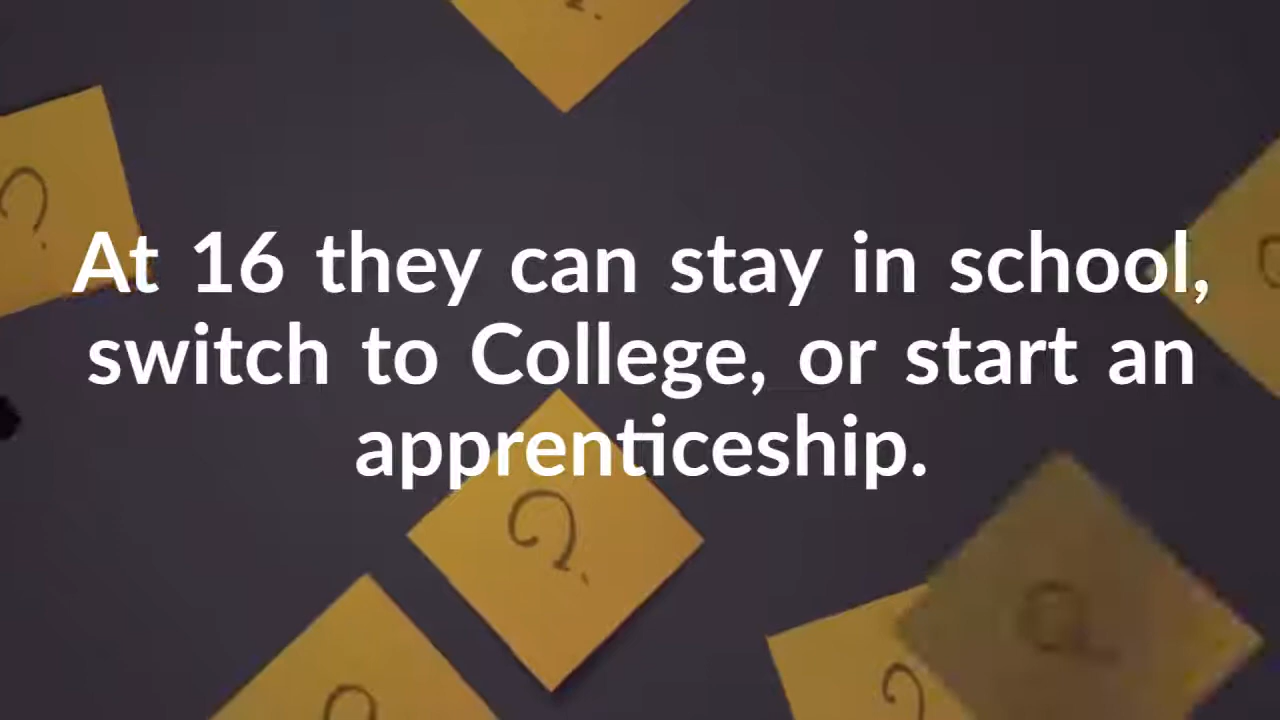 ?
?
At 16 they can stay in school,
switch to College, or start an
apprenticeship.
?
?
?